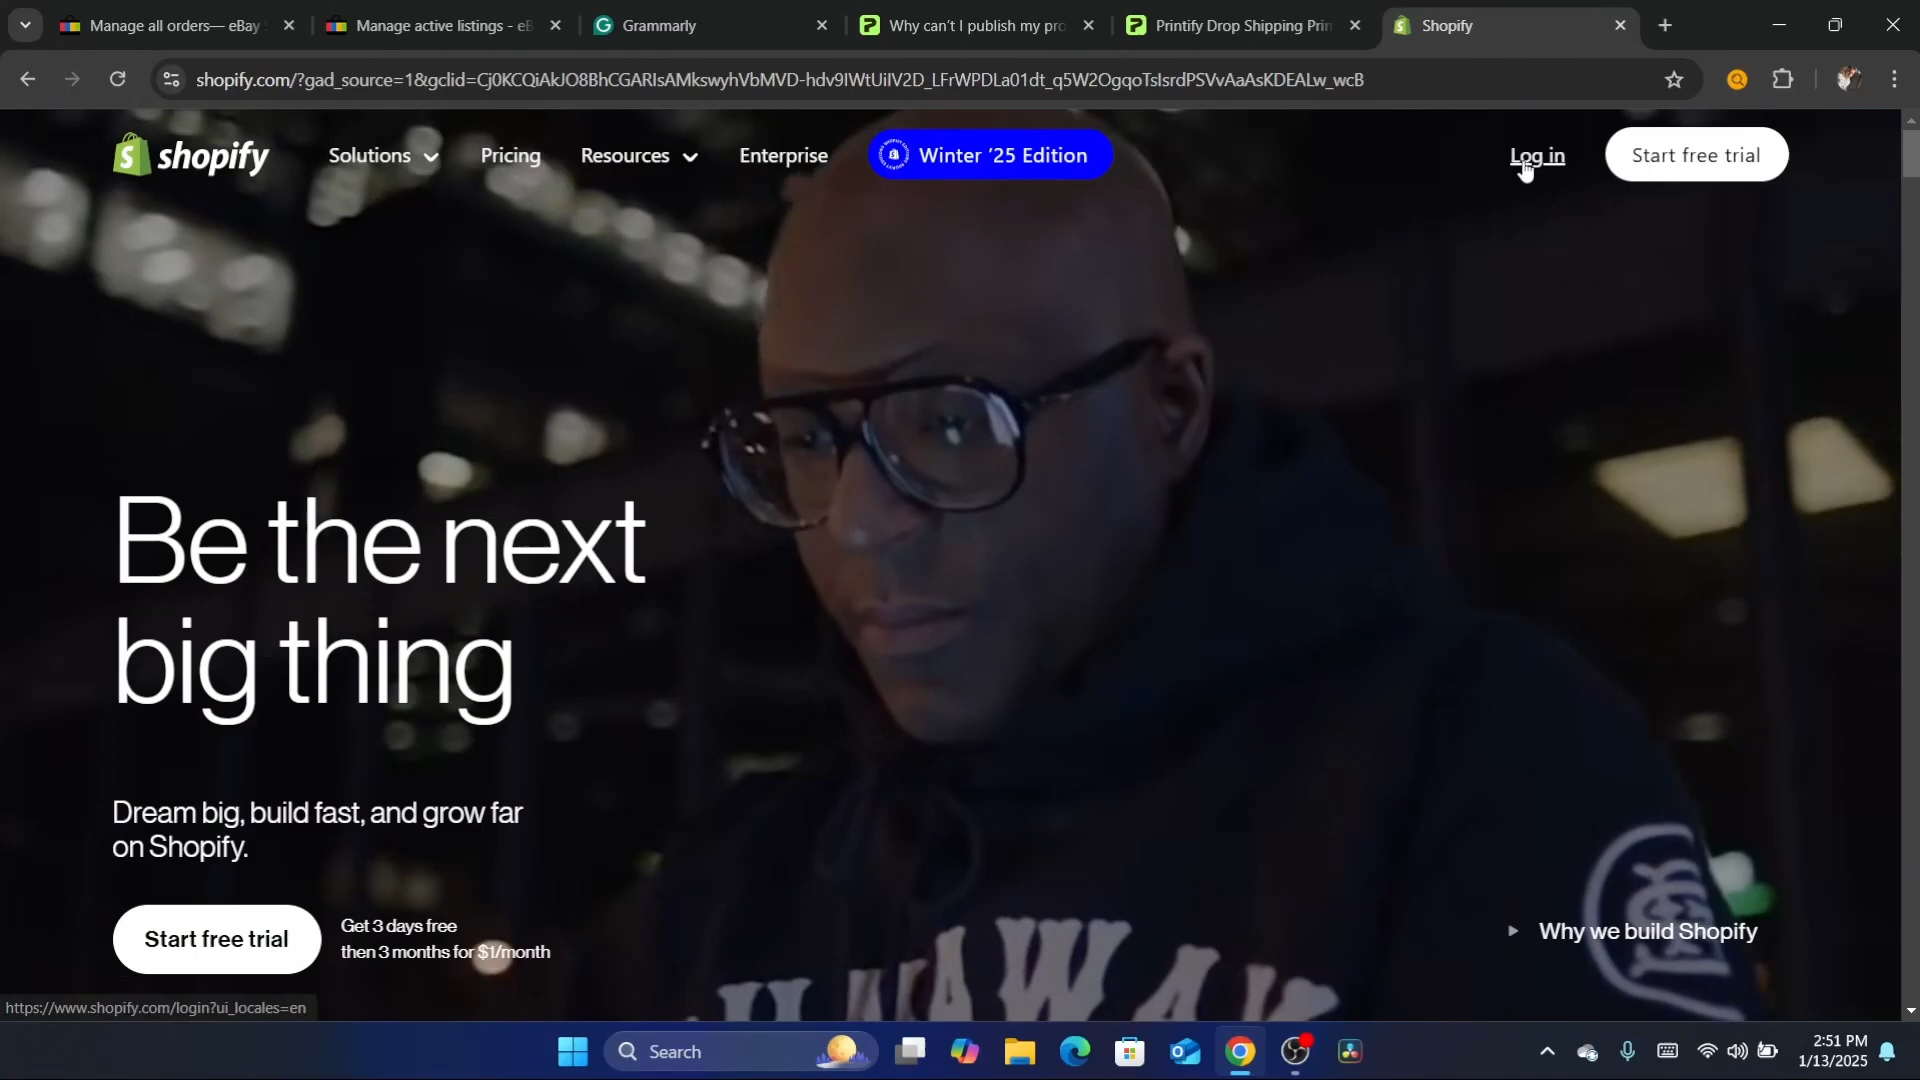 Manage all orders— eBay
Manage active listings - eB
Grammarly
Why can't I publish my pro
Printify Drop Shipping Prin
Shopify
shopify.com/?gad_source=1&gclid=Cj0KCQiAkJO8BhCGARIsAMkswyhVbMVD-hdv9IWtUiIV2D_LFrWPDLa01dt_q5W2OgqoTsIsrdPSVvAaAsKDEALw_wcB
shopify
Solutions
Pricing
Resources
Enterprise
Winter '25 Edition
Log in
Start free trial
Be the next
big thing
Dream big, build fast, and grow far
on Shopify.
Start free trial
Get 3 days free
then 3 months for $1/month
Why we build Shopify
https://www.shopify.com/login?ui_locales=en
Search
2:51 PM
1/13/2025